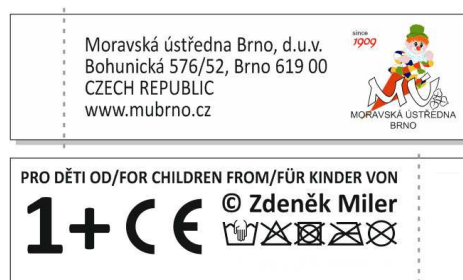 Moravská ústředna Brno, d.u.v.
Bohunická 576/52, Brno 619 00
CZECH REPUBLIC
www.mubrno.cz
since
1909
MÚ
MORAVSKÁ ÚSTŘEDNA
BRNO
PRO DĚTI OD/FOR CHILDREN FROM/FÜR KINDER VON
1+ CE
© Zdeněk Miler